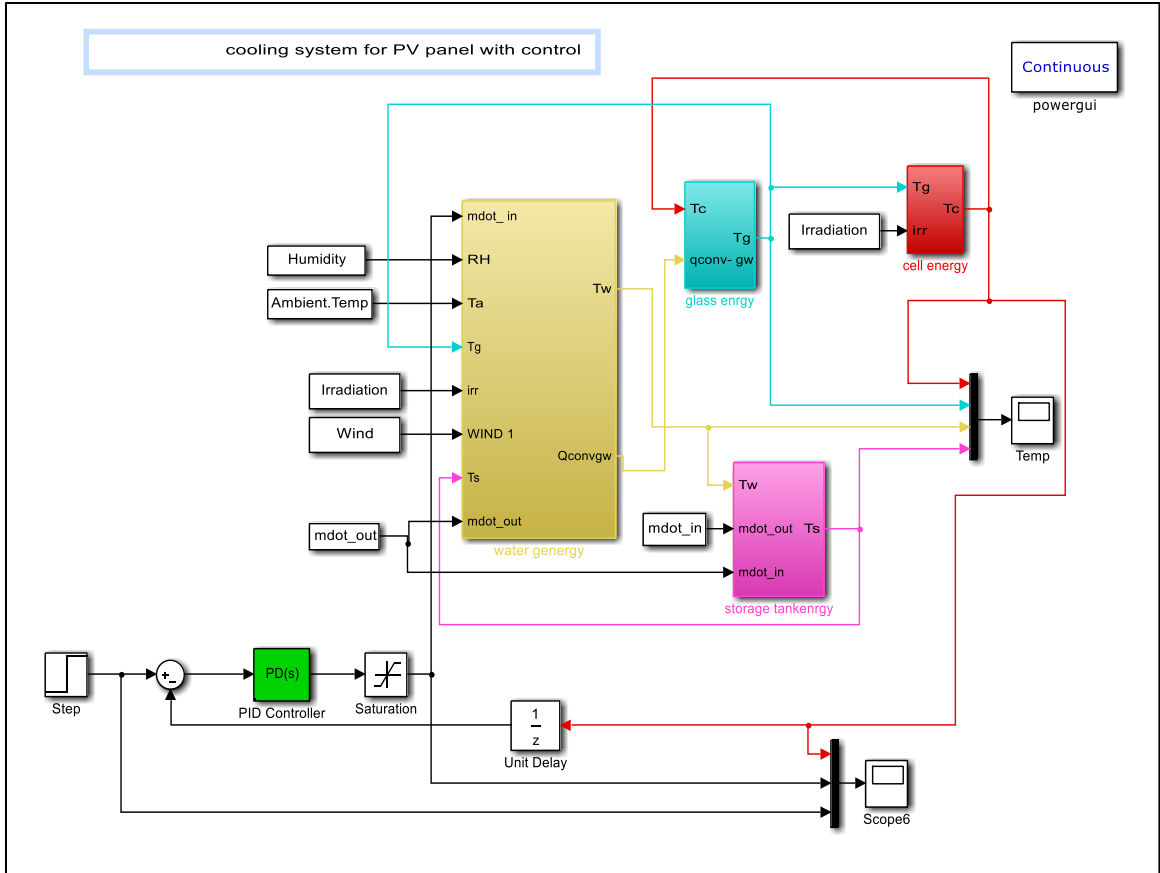 cooling system for PV panel with control
Continuous
powergui
mdot_ in
RH
Ta
Tg
irr
WIND 1
Ts
mdot_out
Tw
Qconvgw
water genergy
Humidity
Ambient.Temp
Irradiation
Wind
mdot_out
Tc
Tg
qconv- gw
glass enrgy
Irradiation
Tg
Tc
irr
cell energy
Temp
mdot_in
Tw
mdot_out
Ts
mdot_in
storage tankenrgy
Step
+
-
PD(s)
PID Controller
Saturation
1
z
Unit Delay
Scope6